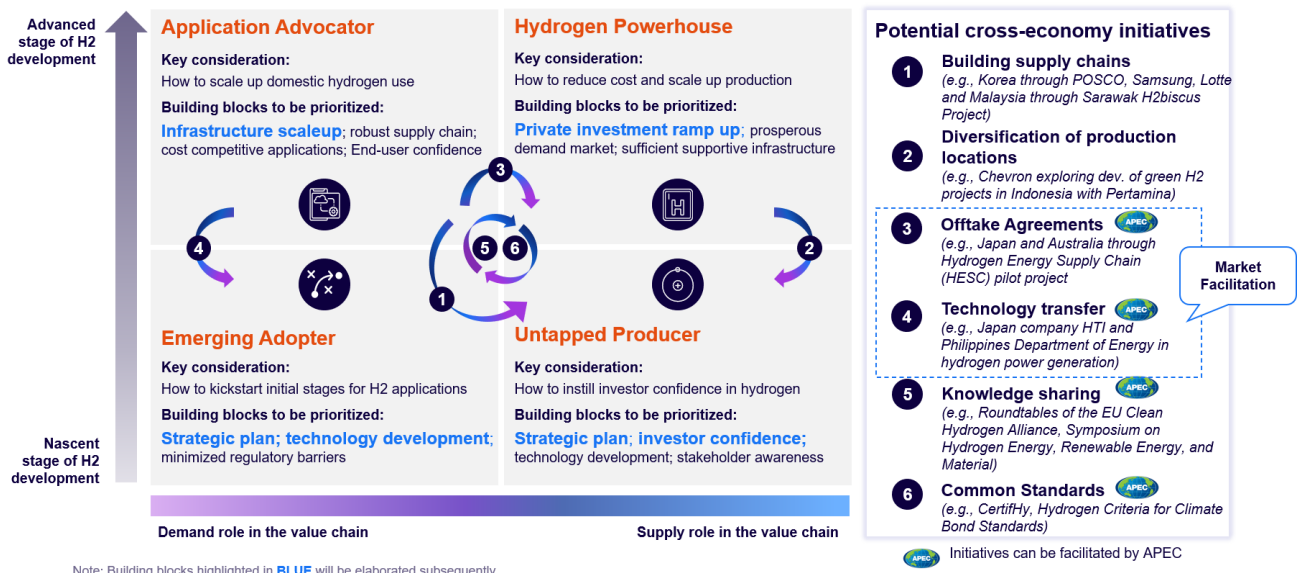 Advanced
stage of H2
development
Application Advocator
Key consideration:
How to scale up domestic hydrogen use
Building blocks to be prioritized:
Infrastructure scaleup; robust supply chain;
cost competitive applications; End-user confidence
Hydrogen Powerhouse
Key consideration:
How to reduce cost and scale up production
Building blocks to be prioritized:
Private investment ramp up; prosperous
demand market; sufficient supportive infrastructure
3
H
4
5
6
2
1
Emerging Adopter
Key consideration:
How to kickstart initial stages for H2 applications
Building blocks to be prioritized:
Strategic plan; technology development;
minimized regulatory barriers
Untapped Producer
Key consideration:
How to instill investor confidence in hydrogen
Building blocks to be prioritized:
Strategic plan; investor confidence;
technology development; stakeholder awareness
Nascent
stage of H2
development
Demand role in the value chain
Supply role in the value chain
Note: Building blocks highlighted in BLUE will be elaborated subsequently
Potential cross-economy initiatives
1
Building supply chains
(e.g., Korea through POSCO, Samsung, Lotte
and Malaysia through Sarawak H2biscus
Project)
2
Diversification of production
locations
(e.g., Chevron exploring dev. of green H2
projects in Indonesia with Pertamina)
3
Offtake Agreements
APEC
(e.g., Japan and Australia through
Hydrogen Energy Supply Chain
(HESC) pilot project
4
Technology transfer
APEC
(e.g., Japan company HTI and
Philippines Department of Energy in
hydrogen power generation)
Market
Facilitation
5
Knowledge sharing
APEC
(e.g., Roundtables of the EU Clean
Hydrogen Alliance, Symposium on
Hydrogen Energy, Renewable Energy, and
Material)
6
Common Standards
APEC
(e.g., CertifHy, Hydrogen Criteria for Climate
Bond Standards)
APEC
Initiatives can be facilitated by APEC